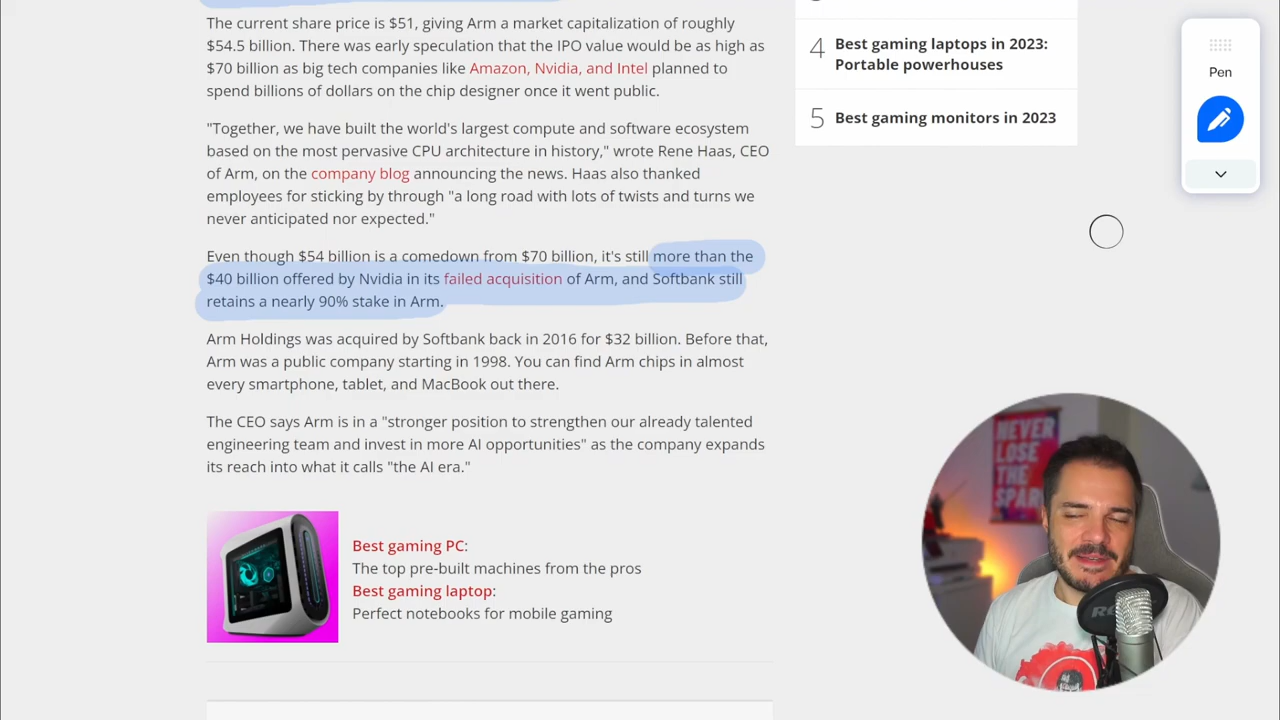 The current share price is $51, giving Arm a market capitalization of roughly
$54.5 billion. There was early speculation that the IPO value would be as high as
$70 billion as big tech companies like Amazon, Nvidia, and Intel planned to
spend billions of dollars on the chip designer once it went public.
"Together, we have built the world's largest compute and software ecosystem
based on the most pervasive CPU architecture in history," wrote Rene Haas, CEO
of Arm, on the company blog announcing the news. Haas also thanked
employees for sticking by through "a long road with lots of twists and turns we
never anticipated nor expected."
Even though $54 billion is a comedown from $70 billion, it's still more than the
$40 billion offered by Nvidia in its failed acquisition of Arm, and Softbank still
retains a nearly 90% stake in Arm.
Arm Holdings was acquired by Softbank back in 2016 for $32 billion. Before that,
Arm was a public company starting in 1998. You can find Arm chips in almost
every smartphone, tablet, and MacBook out there.
The CEO says Arm is in a "stronger position to strengthen our already talented
engineering team and invest in more AI opportunities" as the company expands
its reach into what it calls "the AI era."
Best gaming PC:
The top pre-built machines from the pros
Best gaming laptop:
Perfect notebooks for mobile gaming
4 Best gaming laptops in 2023:
Portable powerhouses
5 Best gaming monitors in 2023
Pen
NEVER
LOSE
THE
SPARK